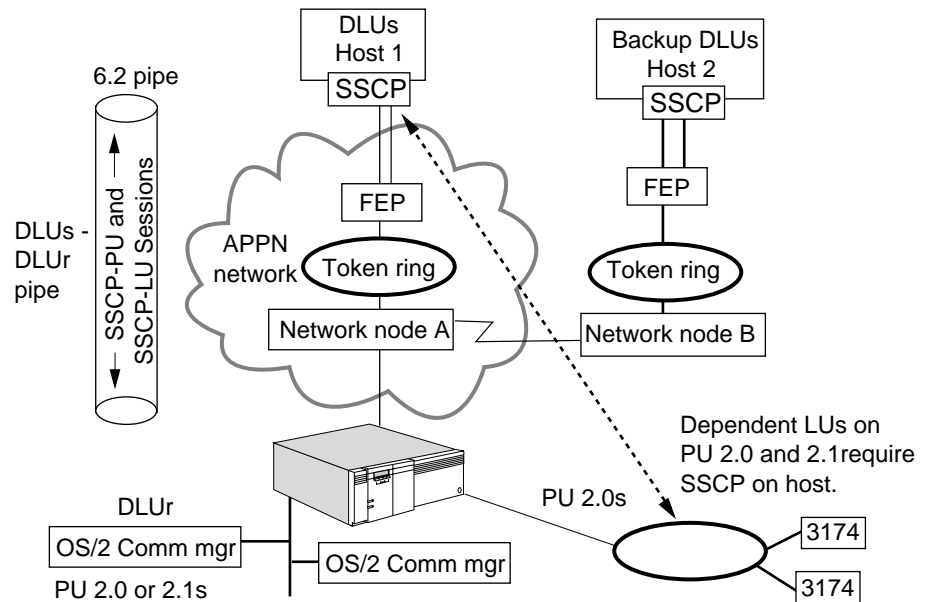 DLUs
Host 1
SSCP
Backup DLUs
Host 2
SSCP
6.2 pipe
SSCP-PU and
SSCP-LU Sessions
DLUs -
DLUr
pipe
FEP
FEP
APPN
network
Token ring
Token ring
Network node A
Network node B
Dependent LUs on
PU 2.0 and 2.1require
SSCP on host.
PU 2.0s
DLUr
OS/2 Comm mgr
OS/2 Comm mgr
PU 2.0 or 2.1s
3174
3174